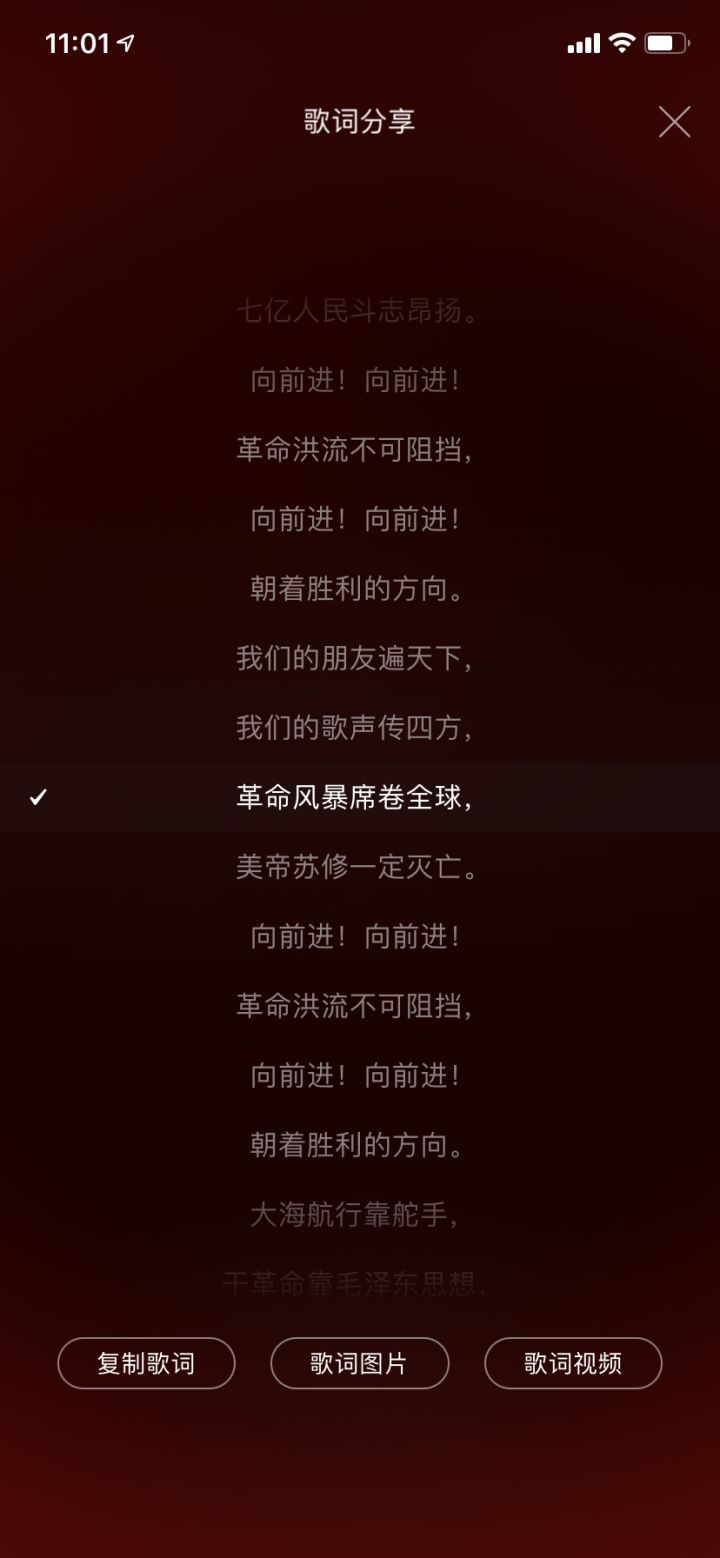 11:01
歌词分享
七亿人民斗志昂扬。
向前进！向前进！
革命洪流不可阻挡，
向前进！向前进！
朝着胜利的方向。
我们的朋友遍天下，
我们的歌声传四方，
革命风暴席卷全球，
美帝苏修一定灭亡。
向前进！向前进！
革命洪流不可阻挡，
向前进！向前进！
朝着胜利的方向。
大海航行靠舵手，
干革命靠毛泽东思想，
复制歌词
歌词图片
歌词视频